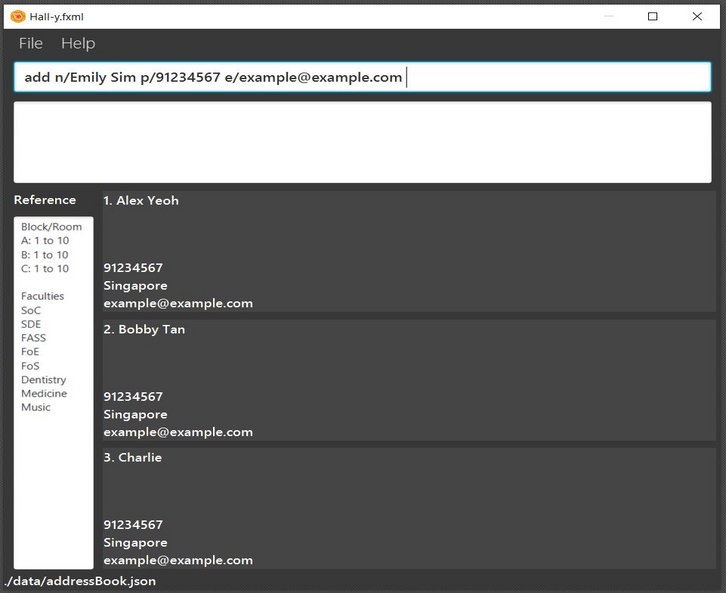 Hall-y.fxml
File Help
add n/Emily Sim p/91234567 e/example@example.com
Reference
Block/Room
A: 1 to 10
B: 1 to 10
C: 1 to 10
Faculties
SoC
SDE
FASS
FoE
FoS
Dentistry
Medicine
Music
1. Alex Yeoh
91234567
Singapore
example@example.com
2. Bobby Tan
91234567
Singapore
example@example.com
3. Charlie
91234567
Singapore
example@example.com
./data/addressBook.json